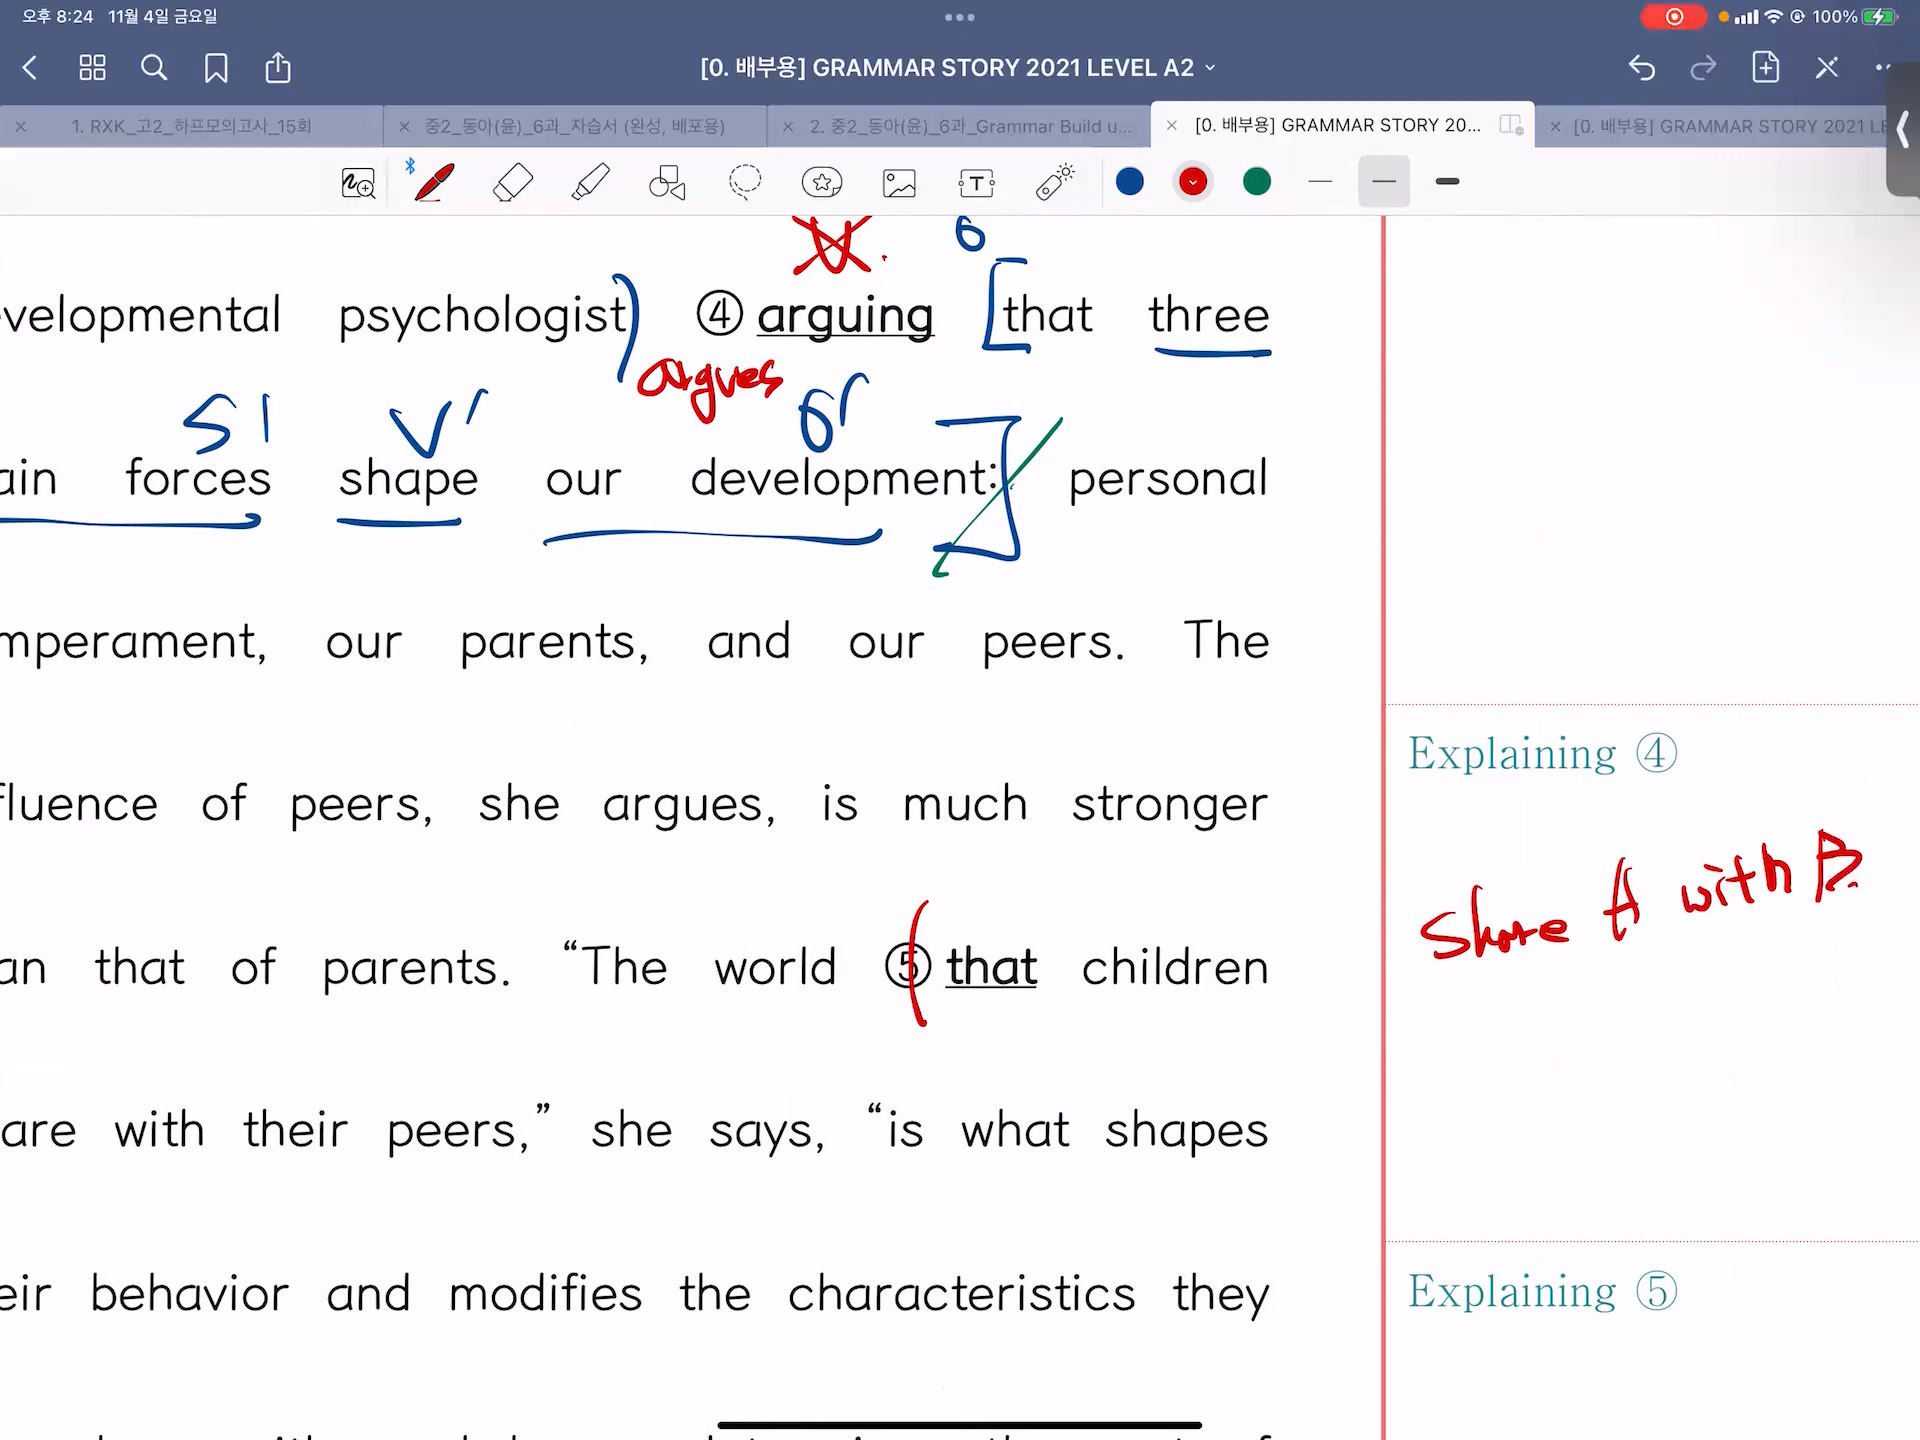 오후 8:24 11월 4일 금요일
100%
[0. 배부용] GRAMMAR STORY 2021 LEVEL A2
1. RXK_고2_하프모의고사_15회
중2_동아(윤)_6과_자습서 (완성, 배포용)
2. 중2_동아(윤)_6과_Grammar Build u...
[0. 배부용] GRAMMAR STORY 20...
[0. 배부용] GRAMMAR STORY 2021 LE
V
o
velopmental psychologist) ④ arguing [that three
argues
S' V' O'
ain forces shape our development:] personal
mperament, our parents, and our peers. The
Explaining ④
fluence of peers, she argues, is much stronger
Share A with B.
an that of parents. “The world (⑤ that children
are with their peers,” she says, “is what shapes
eir behavior and modifies the characteristics they
Explaining ⑤